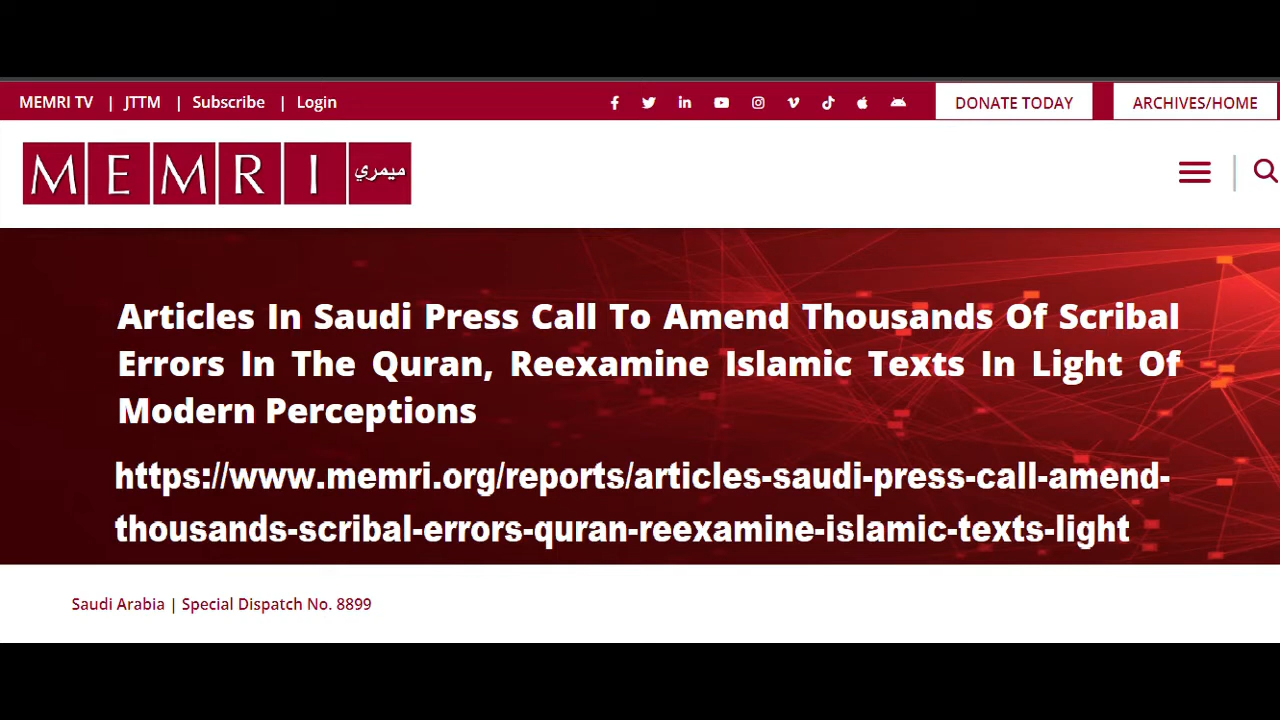 MEMRI TV | JTTM | Subscribe | Login
DONATE TODAY
ARCHIVES/HOME
MEMRI ميمري
Articles In Saudi Press Call To Amend Thousands Of Scribal
Errors In The Quran, Reexamine Islamic Texts In Light Of
Modern Perceptions
https://www.memri.org/reports/articles-saudi-press-call-amend-
thousands-scribal-errors-quran-reexamine-islamic-texts-light
Saudi Arabia | Special Dispatch No. 8899